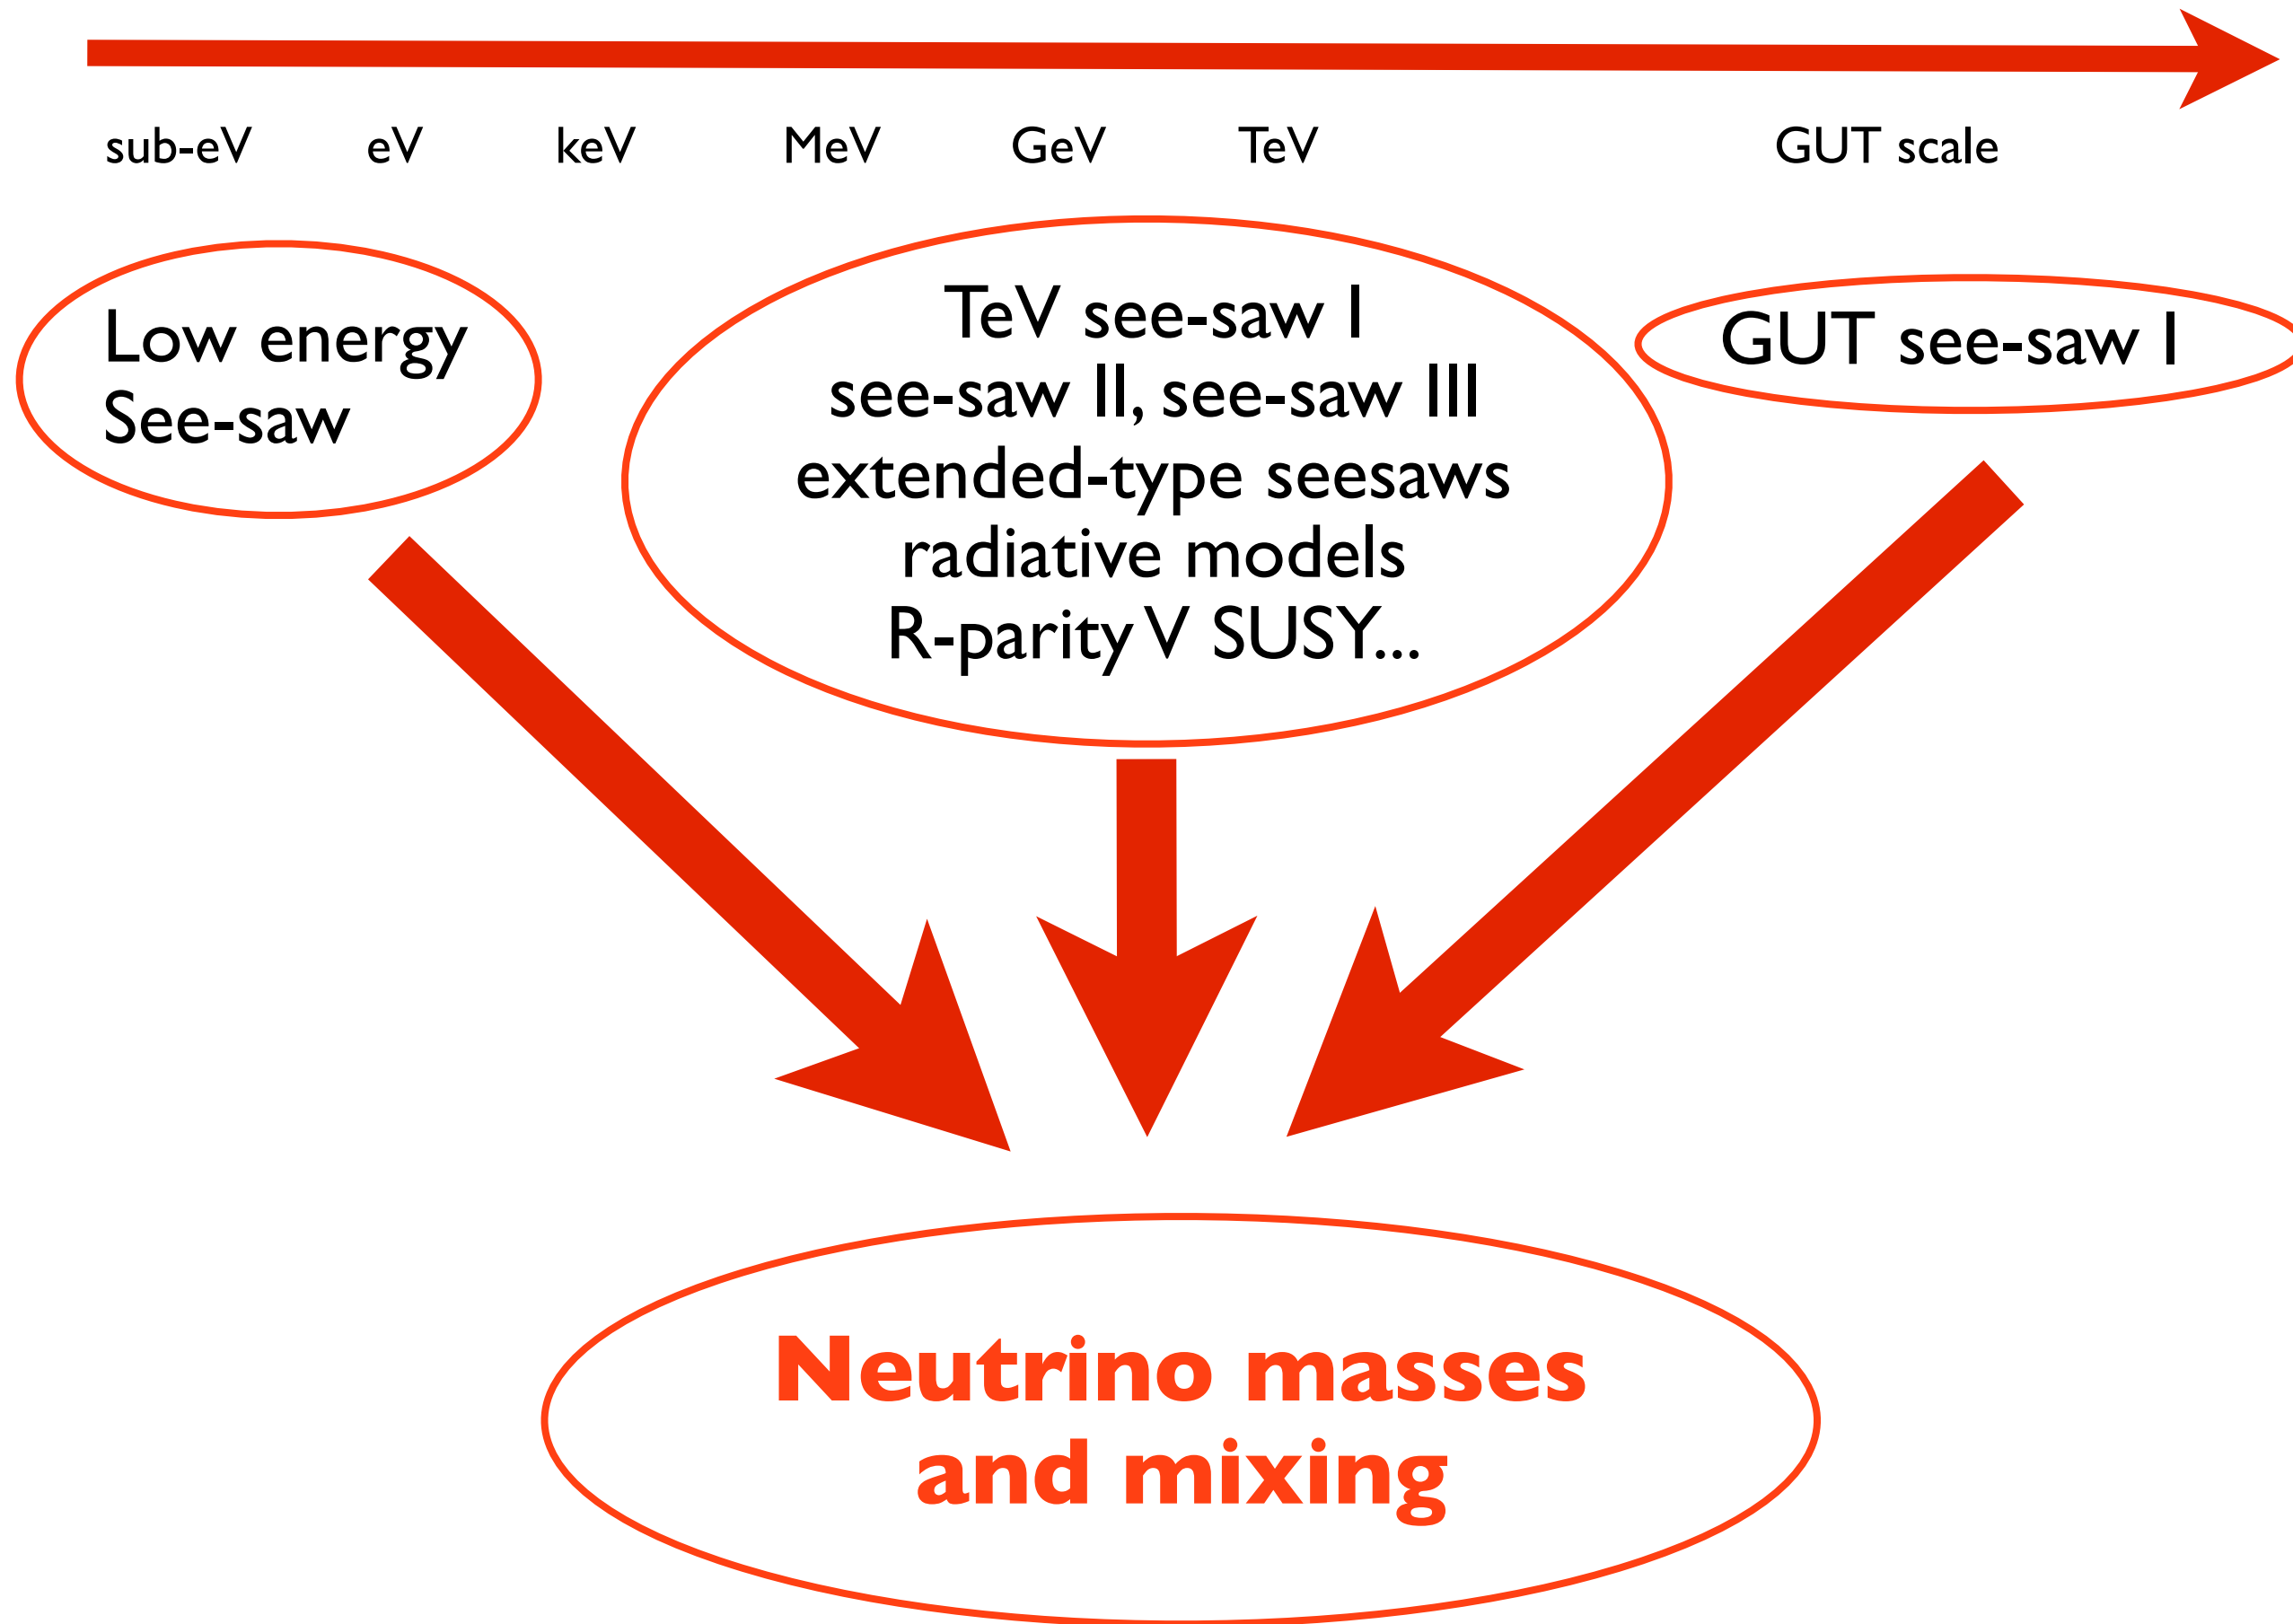 sub-eV eV keV MeV GeV TeV GUT scale
Low energy
See-saw
TeV see-saw I
see-saw II, see-saw III
extended-type seesaws
radiative models
R-parity V SUSY...
GUT see-saw I
Neutrino masses
and mixing